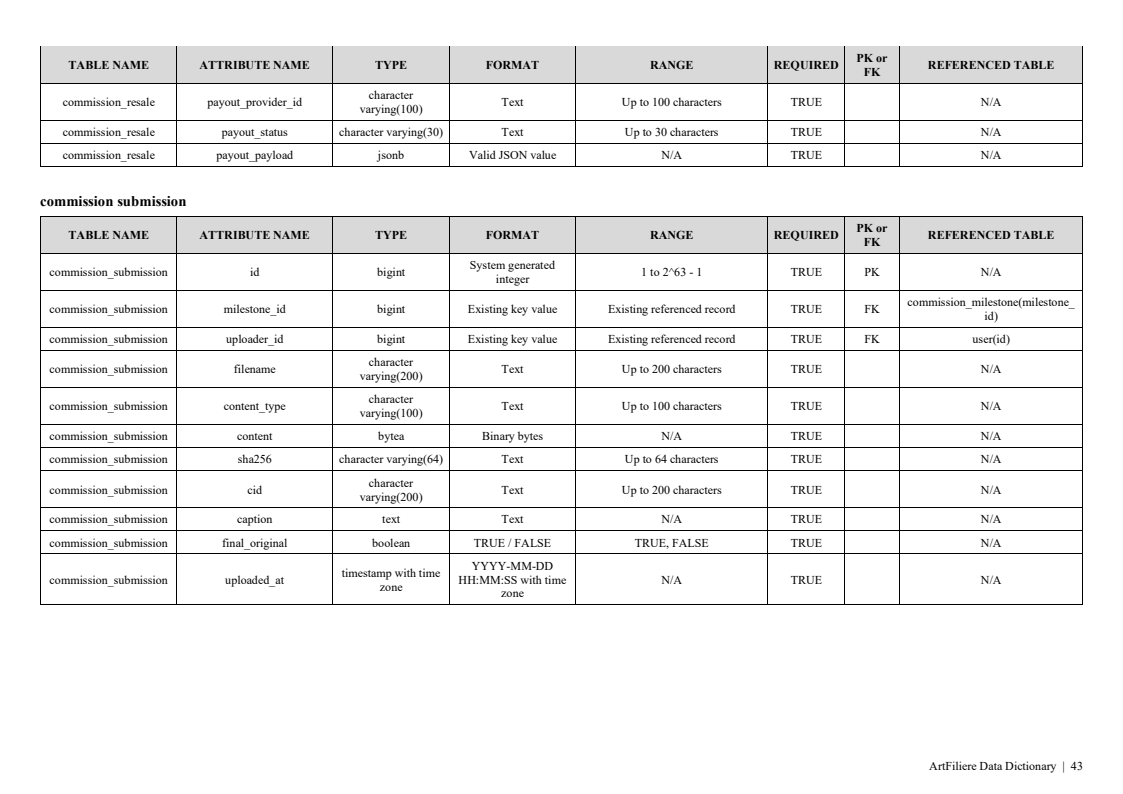 TABLE NAME ATTRIBUTE NAME TYPE FORMAT RANGE REQUIRED PK or FK REFERENCED TABLE
commission_resale payout_provider_id character varying(100) Text Up to 100 characters TRUE N/A
commission_resale payout_status character varying(30) Text Up to 30 characters TRUE N/A
commission_resale payout_payload jsonb Valid JSON value N/A TRUE N/A
commission submission
TABLE NAME ATTRIBUTE NAME TYPE FORMAT RANGE REQUIRED PK or FK REFERENCED TABLE
commission_submission id bigint System generated integer 1 to 2^63 - 1 TRUE PK N/A
commission_submission milestone_id bigint Existing key value Existing referenced record TRUE FK commission_milestone(milestone_id)
commission_submission uploader_id bigint Existing key value Existing referenced record TRUE FK user(id)
commission_submission filename character varying(200) Text Up to 200 characters TRUE N/A
commission_submission content_type character varying(100) Text Up to 100 characters TRUE N/A
commission_submission content bytea Binary bytes N/A TRUE N/A
commission_submission sha256 character varying(64) Text Up to 64 characters TRUE N/A
commission_submission cid character varying(200) Text Up to 200 characters TRUE N/A
commission_submission caption text Text N/A TRUE N/A
commission_submission final_original boolean TRUE / FALSE TRUE, FALSE TRUE N/A
commission_submission uploaded_at timestamp with time zone YYYY-MM-DD HH:MM:SS with time zone N/A TRUE N/A
ArtFiliere Data Dictionary | 43